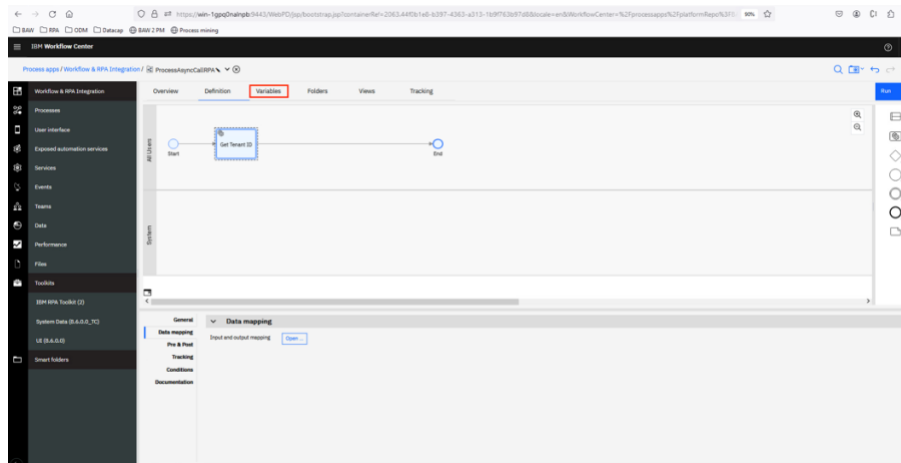 https://win-1gpq0nainpb:9443/WebPD/jsp/bootstrap.jsp?containerRef=2063.44f0b1e8-b397-4363-a313-1b9f763b97d8&locale=en&WorkflowCenter=%2Fprocessapps%2FplatformRepo%3Fl
90%
BAW RPA ODM Datacap BAW 2 PM Process mining
IBM Workflow Center
Process apps / Workflow & RPA Integration / ProcessAsyncCallRPA
Workflow & RPA Integration
Overview Definition Variables Folders Views Tracking
Run
Processes
User interface
Exposed automation services
Services
Events
Teams
Data
Performance
Files
Toolkits
IBM RPA Toolkit (2)
System Data (8.6.0.0_TC)
UI (8.6.0.0)
Smart folders
All Users
Start
Get Tenant ID
End
System
General
Data mapping
Pre & Post
Tracking
Conditions
Documentation
Data mapping
Input and output mapping Open ...